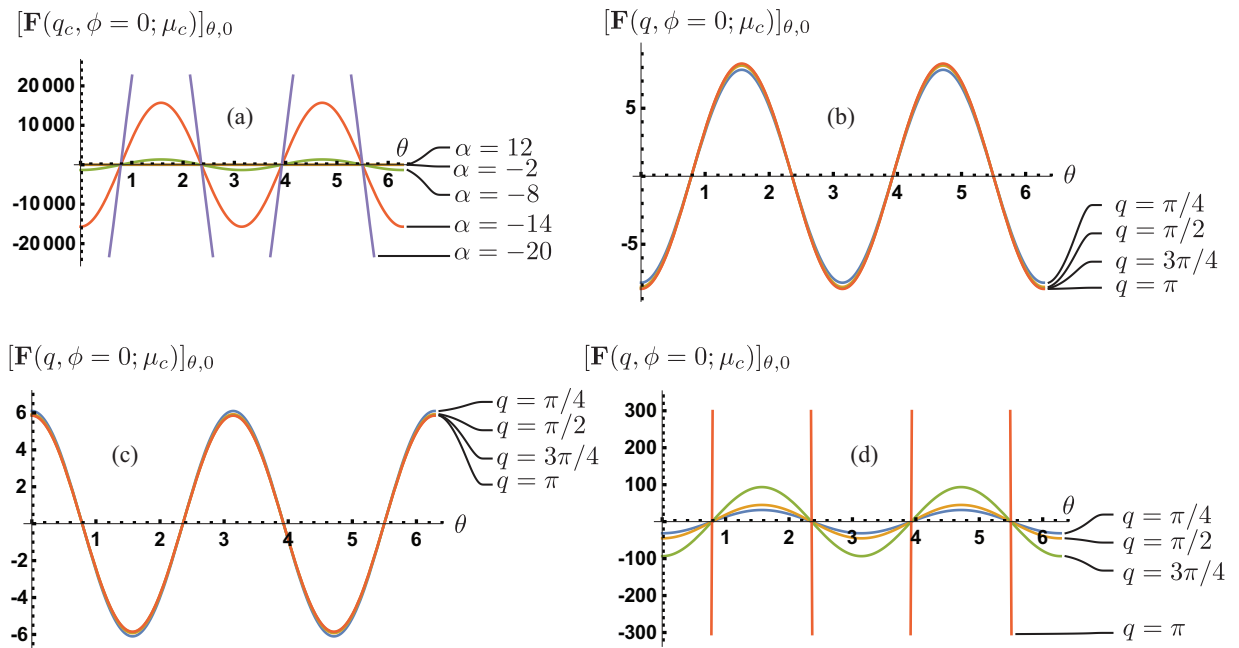 [F(q_c, ϕ = 0; μ_c)]_{θ,0}
20 000
10 000
-10 000
-20 000
1 2 3 4 5 6
(a)
θ
α = 12
α = −2
α = −8
α = −14
α = −20
[F(q, ϕ = 0; μ_c)]_{θ,0}
5
-5
1 2 3 4 5 6
(b)
θ
q = π/4
q = π/2
q = 3π/4
q = π
[F(q, ϕ = 0; μ_c)]_{θ,0}
6
4
2
-2
-4
-6
1 2 3 4 5 6
(c)
θ
q = π/4
q = π/2
q = 3π/4
q = π
[F(q, ϕ = 0; μ_c)]_{θ,0}
300
200
100
-100
-200
-300
1 2 3 4 5 6
(d)
θ
q = π/4
q = π/2
q = 3π/4
q = π